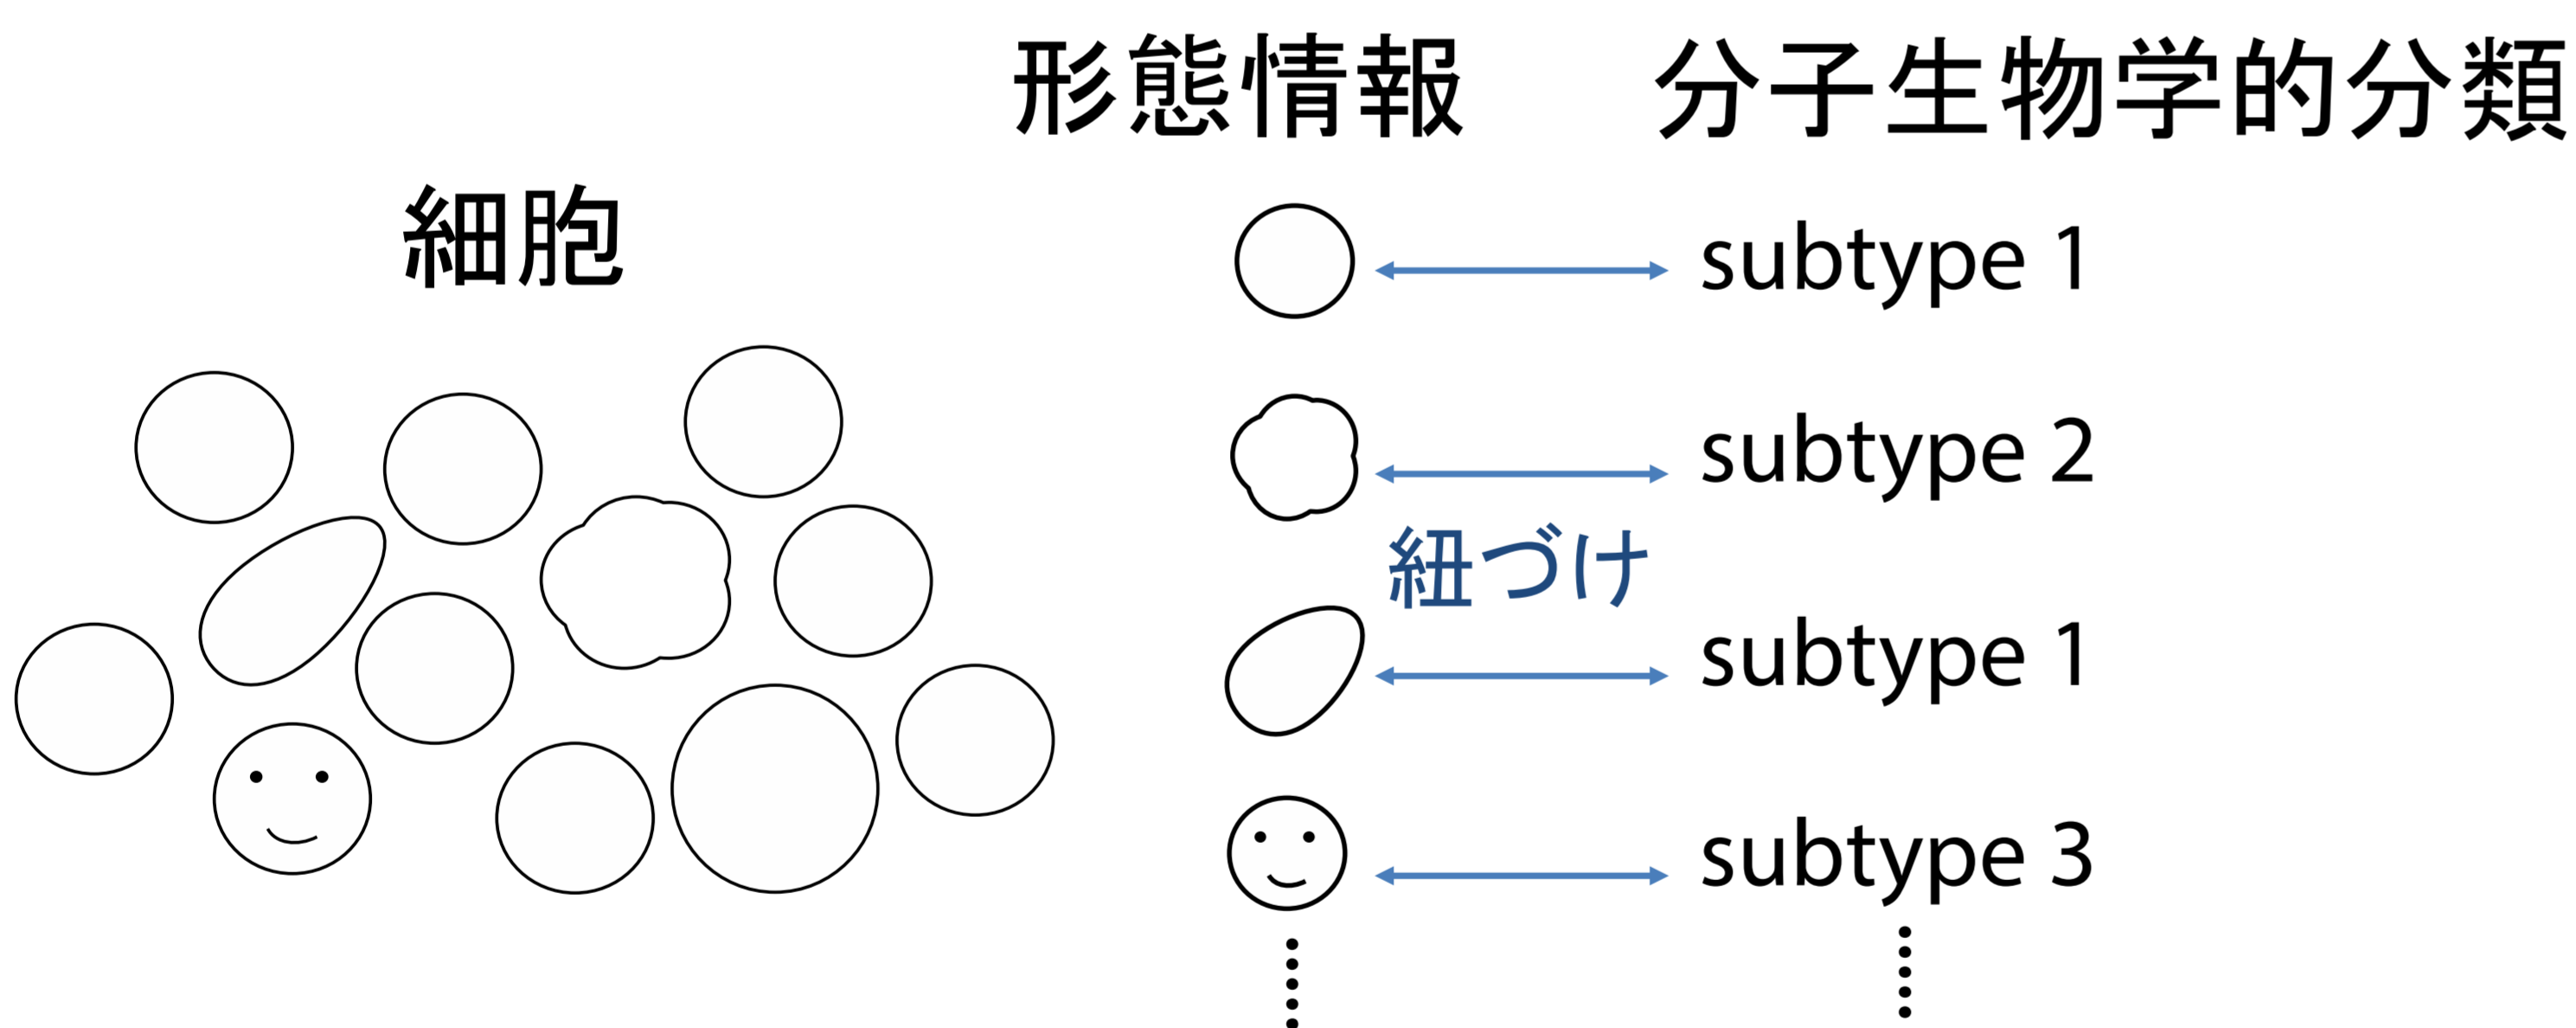 形態情報
分子生物学的分類
細胞
subtype 1
subtype 2
紐づけ
subtype 1
subtype 3